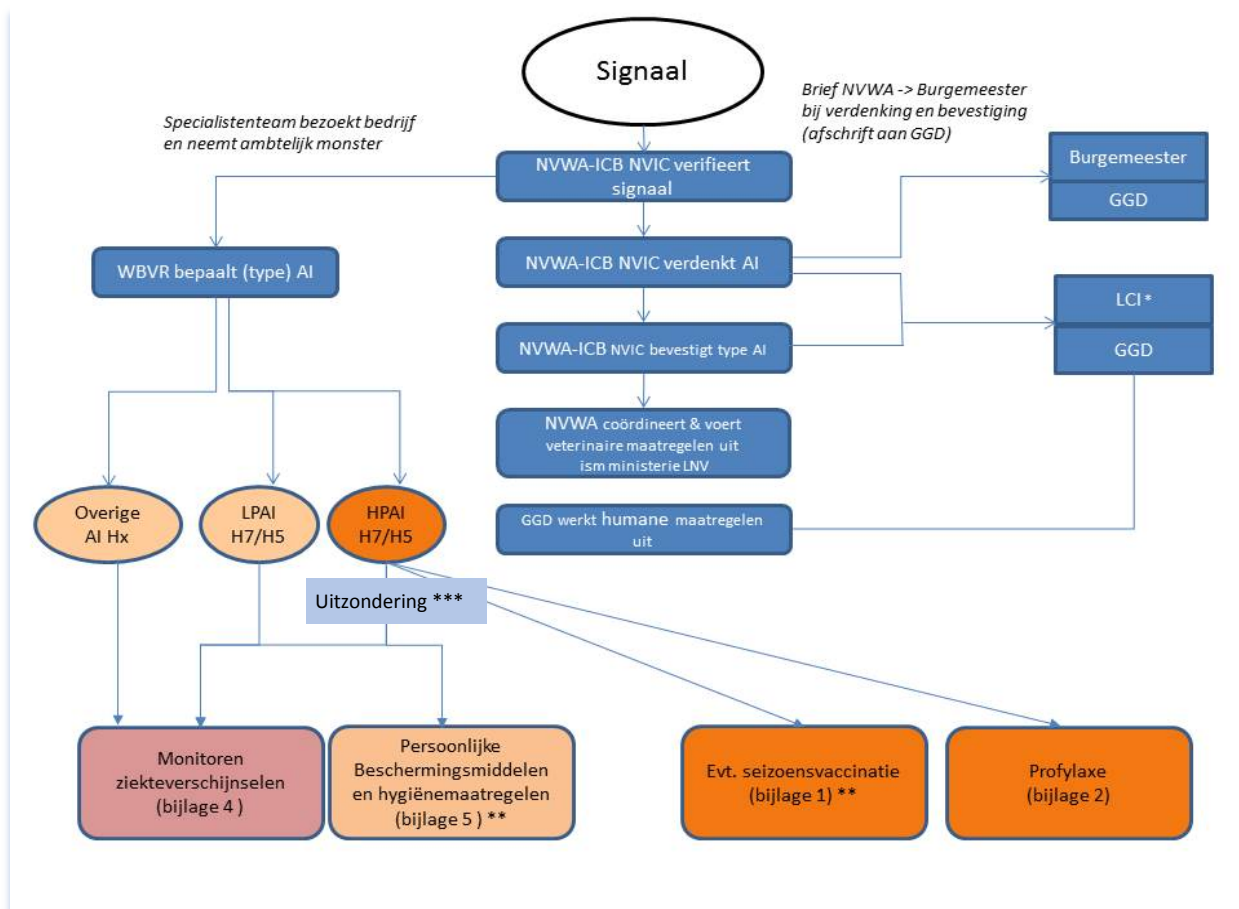 Signaal
Brief NVWA -> Burgemeester
bij verdenking en bevestiging
(afschrift aan GGD)
Specialistenteam bezoekt bedrijf
en neemt ambtelijk monster
NVWA-ICB NVIC verifieert
signaal
Burgemeester
GGD
WBVR bepaalt (type) AI
NVWA-ICB NVIC verdenkt AI
LCI *
GGD
NVWA-ICB NVIC bevestigt type AI
NVWA coördineert & voert
veterinaire maatregelen uit
ism ministerie LNV
Overige
AI Hx
LPAI
H7/H5
HPAI
H7/H5
GGD werkt humane maatregelen
uit
Uitzondering ***
Monitoren
ziekteverschijnselen
(bijlage 4 )
Persoonlijke
Beschermingsmiddelen
en hygiënemaatregelen
(bijlage 5 ) **
Evt. seizoensvaccinatie
(bijlage 1) **
Profylaxe
(bijlage 2)